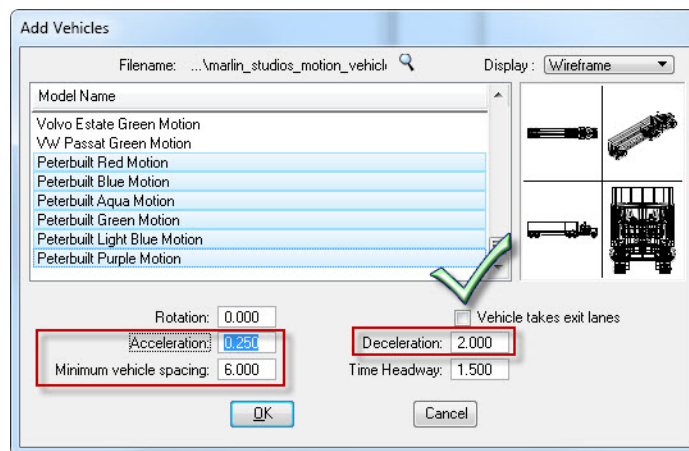 Add Vehicles
Filename: ...\marlin_studios_motion_vehicl Display : Wireframe
Model Name
Volvo Estate Green Motion
VW Passat Green Motion
Peterbuilt Red Motion
Peterbuilt Blue Motion
Peterbuilt Aqua Motion
Peterbuilt Green Motion
Peterbuilt Light Blue Motion
Peterbuilt Purple Motion
Rotation: 0.000 Vehicle takes exit lanes
Acceleration: 0.250 Deceleration: 2.000
Minimum vehicle spacing: 6.000 Time Headway: 1.500
OK Cancel